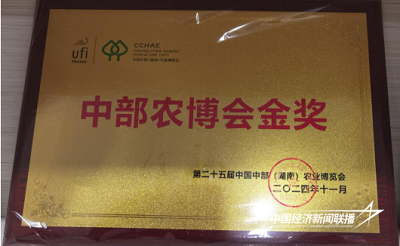 ufi
CCHAE
中部农博会金奖
第二十五届中国中部（湖南）农业博览会
二〇二四年十一月
中国经济新闻联播